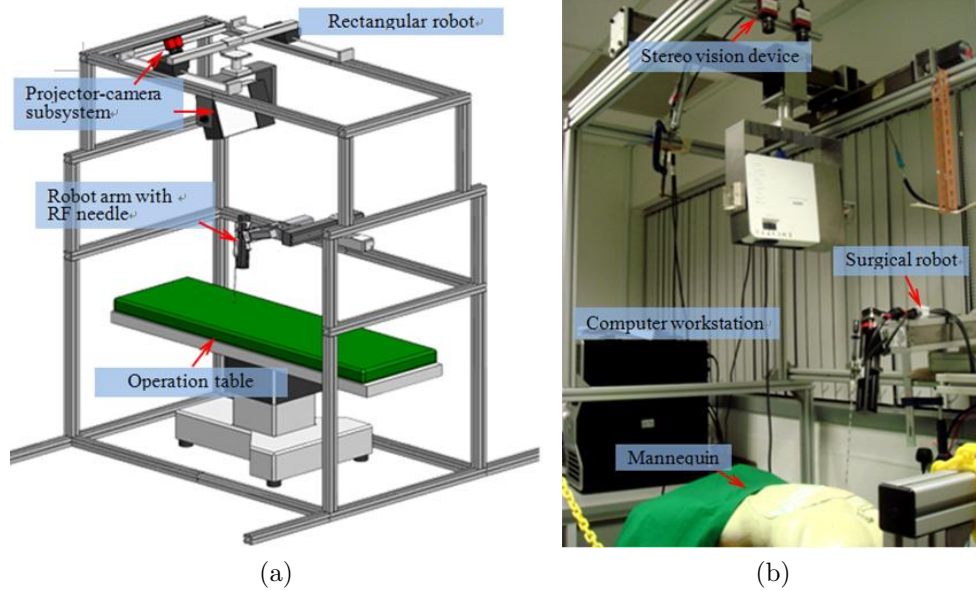 Rectangular robot
Projector-camera
subsystem
Robot arm with
RF needle
Operation table
Stereo vision device
Surgical robot
Computer workstation
Mannequin
(a)
(b)